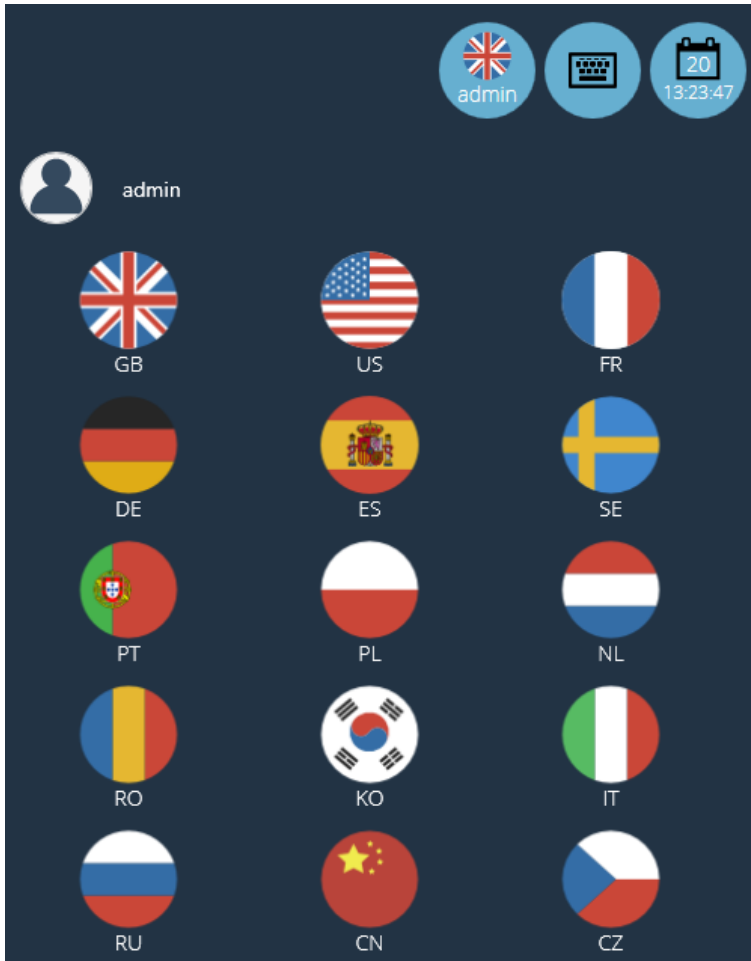 admin
20
13:23:47
admin
GB
US
FR
DE
ES
SE
PT
PL
NL
RO
KO
IT
RU
CN
CZ